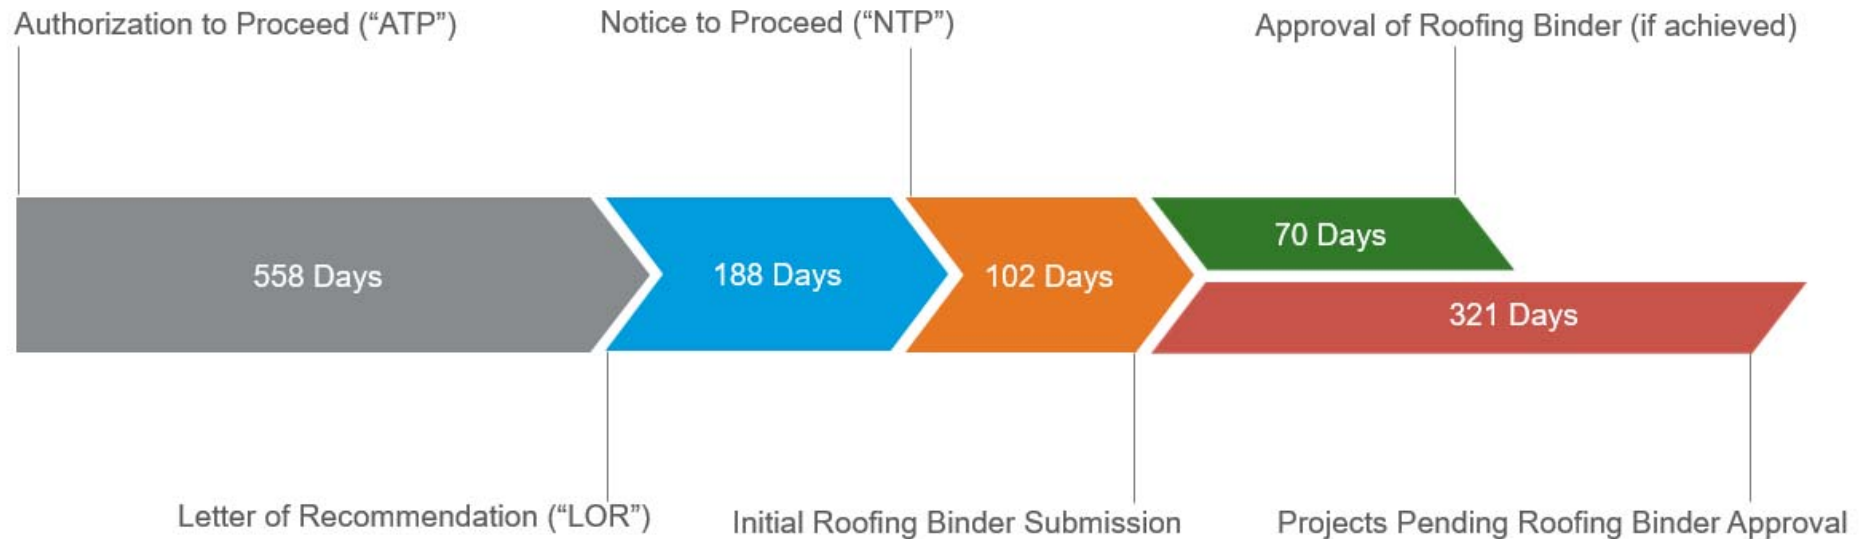 Authorization to Proceed (“ATP”)
Notice to Proceed (“NTP”)
Approval of Roofing Binder (if achieved)
558 Days
188 Days
102 Days
70 Days
321 Days
Letter of Recommendation (“LOR”)
Initial Roofing Binder Submission
Projects Pending Roofing Binder Approval